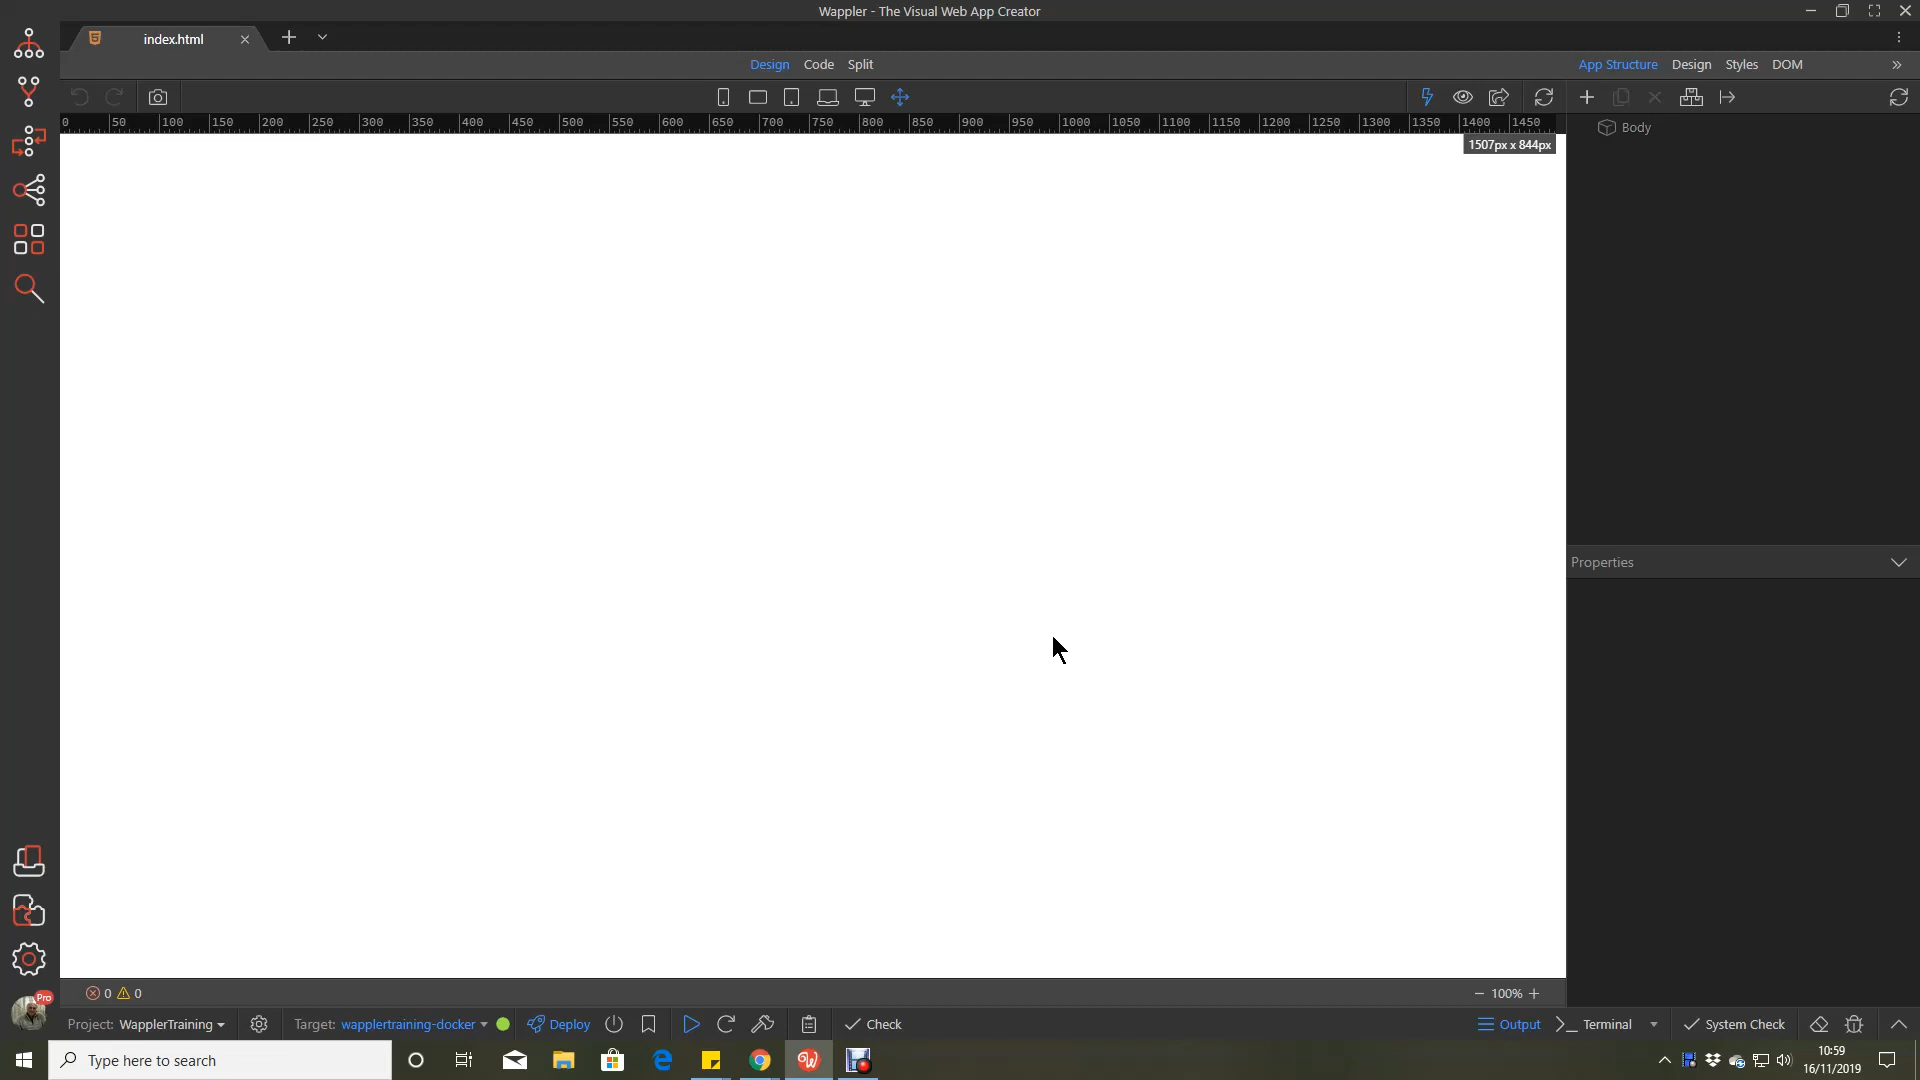 Wappler - The Visual Web App Creator
index.html
Design Code Split
App Structure Design Styles DOM
0 50 100 150 200 250 300 350 400 450 500 550 600 650 700 750 800 850 900 950 1000 1050 1100 1150 1200 1250 1300 1350 1400 1450
1507px x 844px
Body
Properties
0 0
100%
Pro
Project: WapplerTraining
Target: wapplertraining-docker
Deploy
Check
Output
Terminal
System Check
Type here to search
10:59
16/11/2019